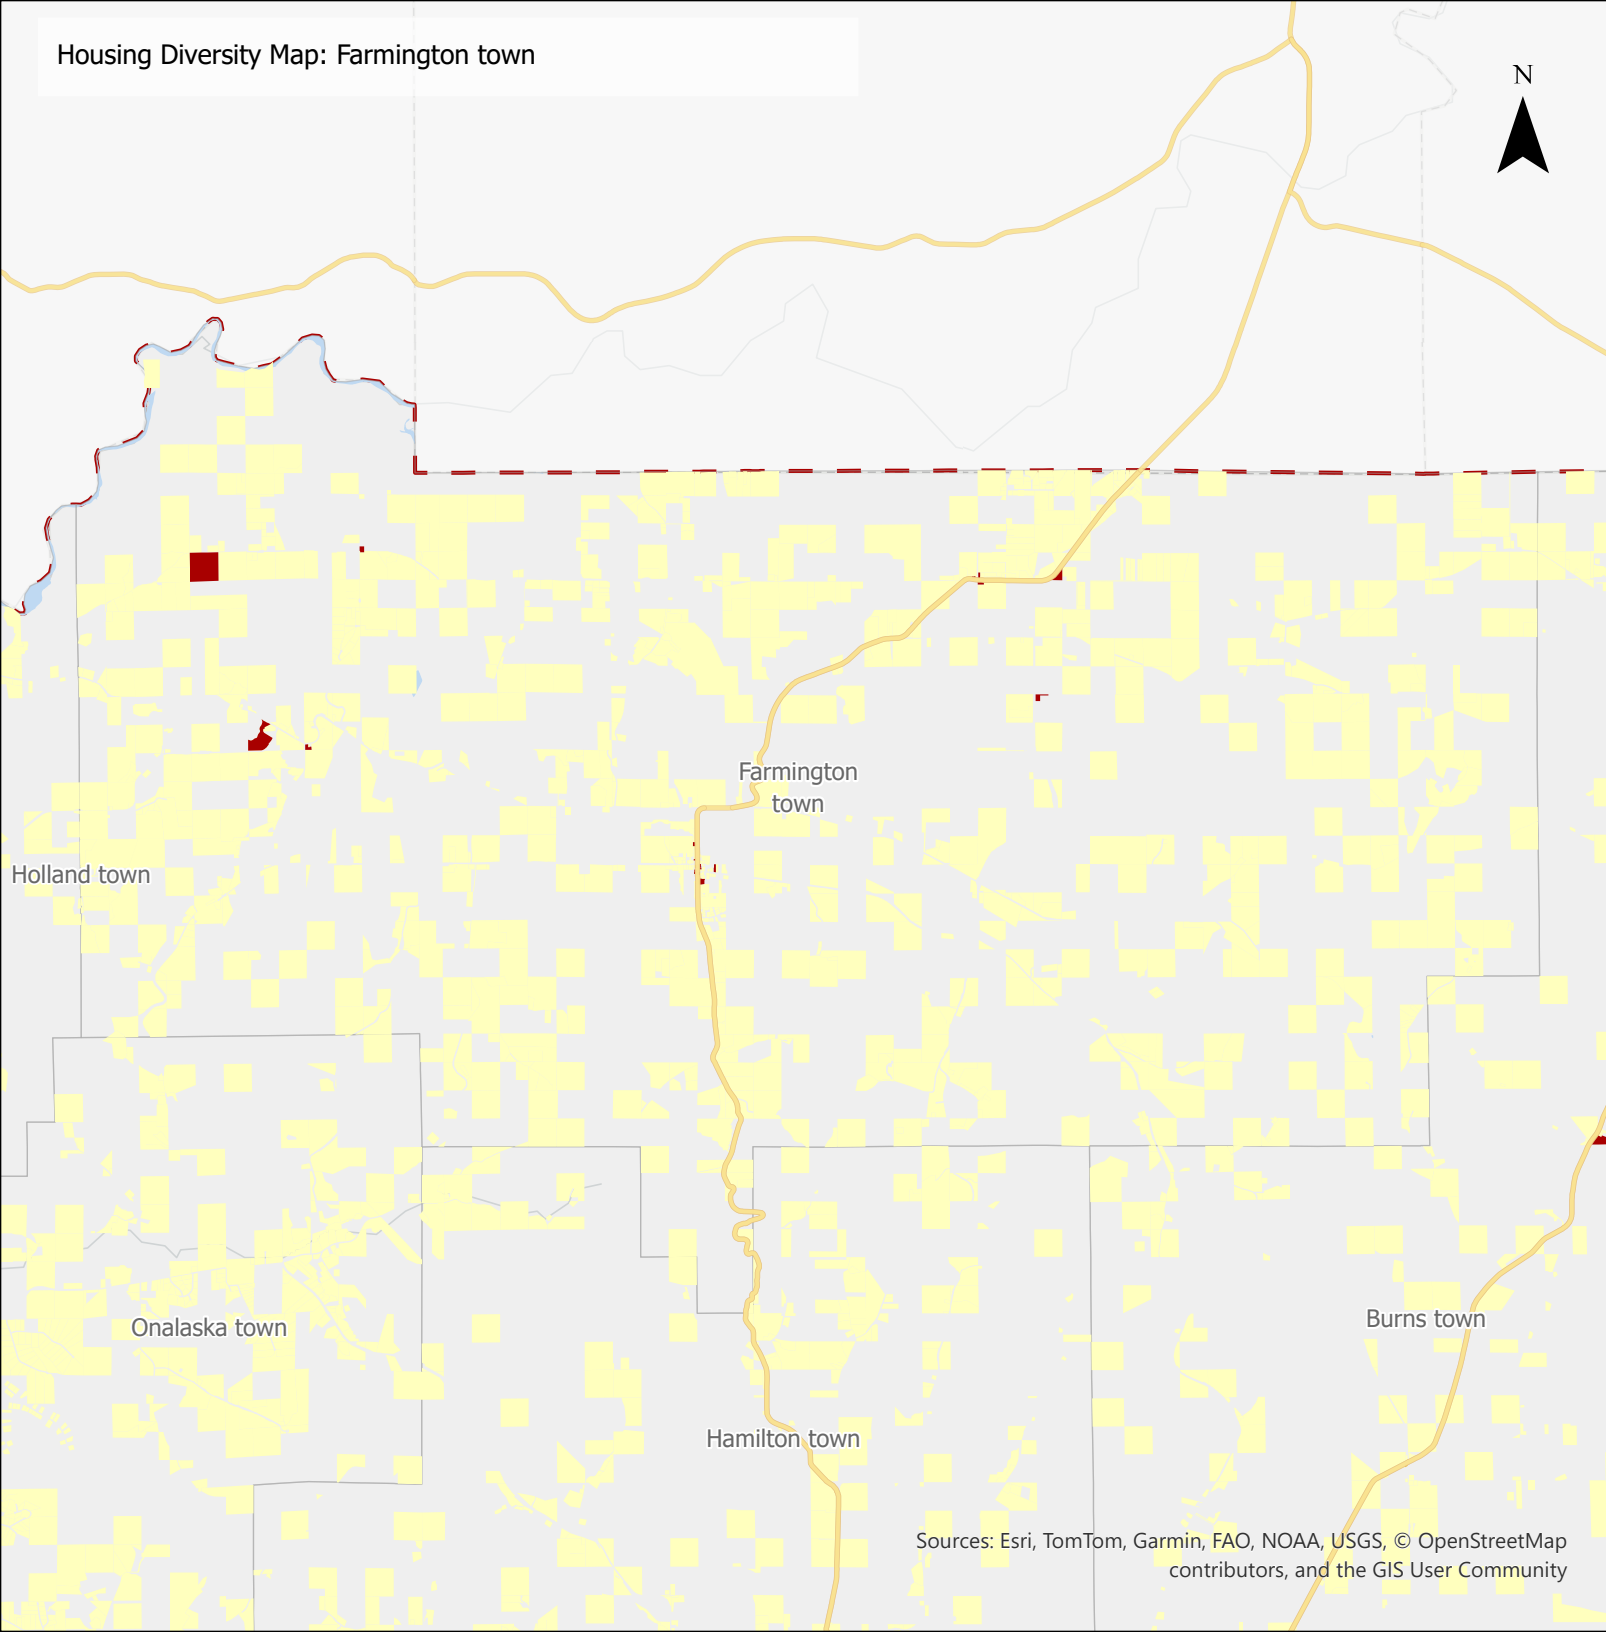 Housing Diversity Map: Farmington town
N
Farmington
town
Holland town
Onalaska town
Burns town
Hamilton town
Sources: Esri, TomTom, Garmin, FAO, NOAA, USGS, © OpenStreetMap
contributors, and the GIS User Community